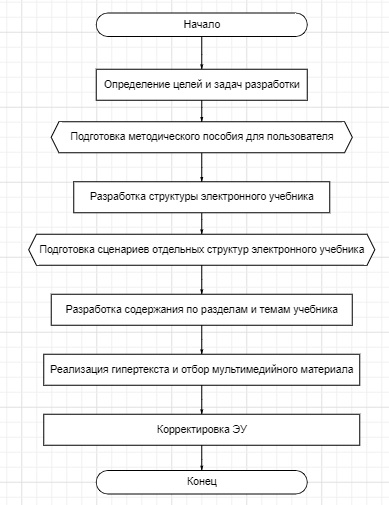 Начало
Определение целей и задач разработки
Подготовка методического пособия для пользователя
Разработка структуры электронного учебника
Подготовка сценариев отдельных структур электронного учебника
Разработка содержания по разделам и темам учебника
Реализация гипертекста и отбор мультимедийного материала
Корректировка ЭУ
Конец